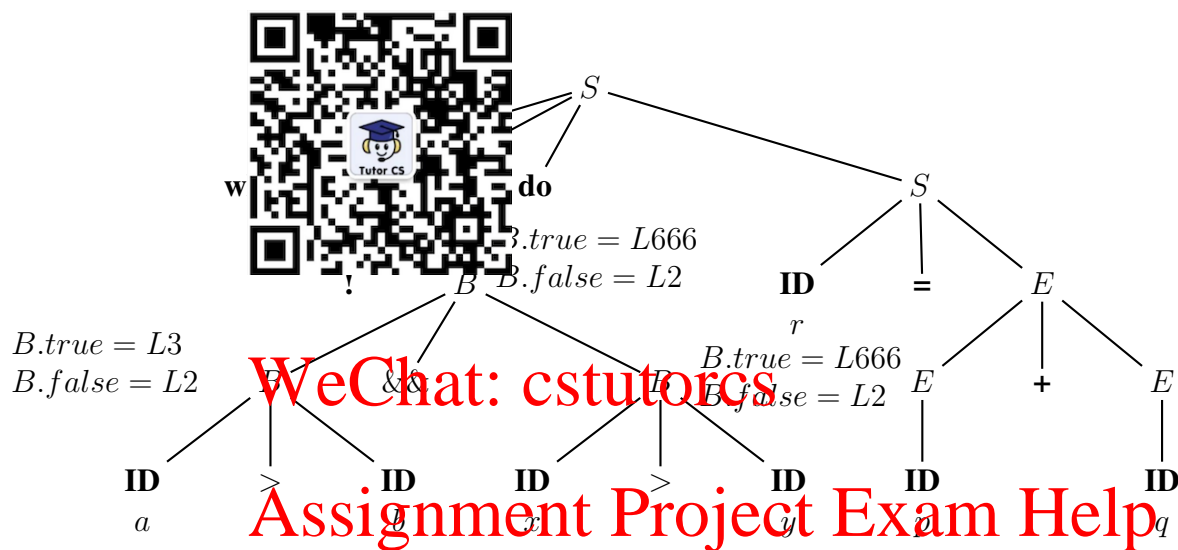 S
Tutor CS
w do S
B.true = L666
B.false = L2
! B ID = E
r
B.true = L3
B.false = L2
B && B
B.true = L666
B.false = L2
E + E
WeChat: cstutorcs
ID > ID ID > ID ID ID
a b x y p q
Assignment Project Exam Help